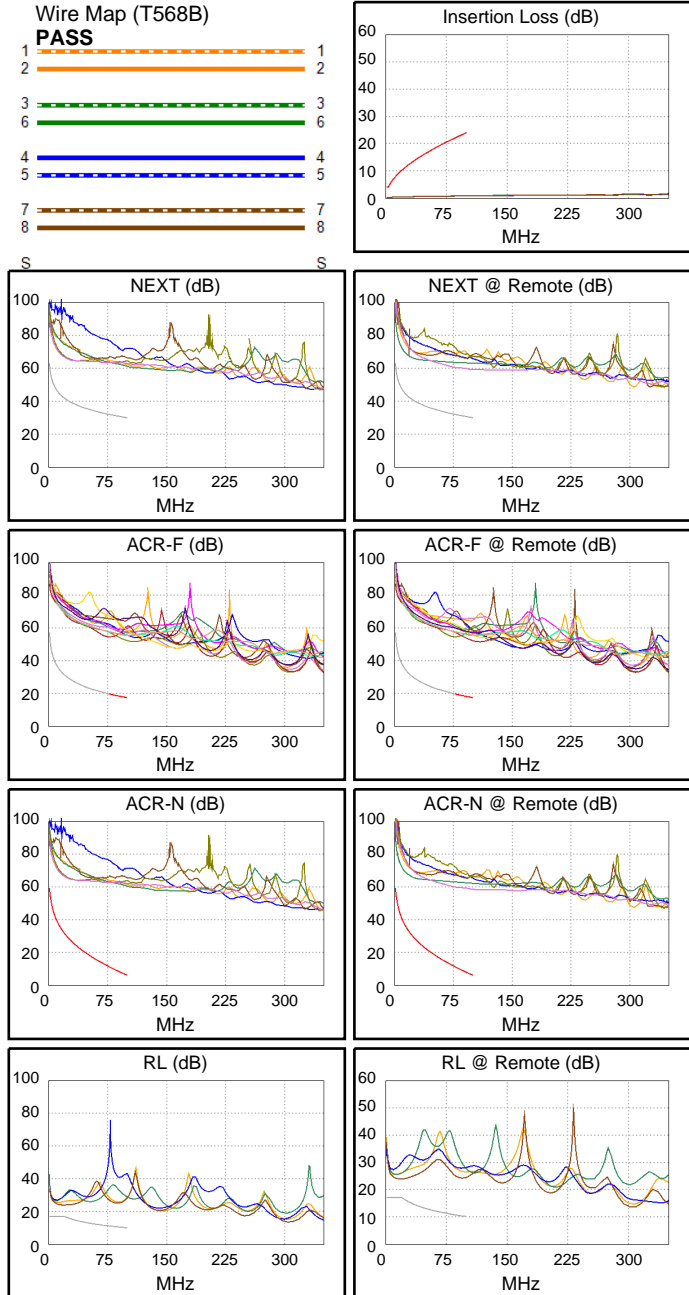 Wire Map (T568B)
PASS
1 1
2 2
3 3
6 6
4 4
5 5
7 7
8 8
S S
Insertion Loss (dB)
60
50
40
30
20
10
0
0 75 150 225 300
MHz
NEXT (dB)
100
80
60
40
20
0
0 75 150 225 300
MHz
NEXT @ Remote (dB)
100
80
60
40
20
0
0 75 150 225 300
MHz
ACR-F (dB)
100
80
60
40
20
0
0 75 150 225 300
MHz
ACR-F @ Remote (dB)
100
80
60
40
20
0
0 75 150 225 300
MHz
ACR-N (dB)
100
80
60
40
20
0
0 75 150 225 300
MHz
ACR-N @ Remote (dB)
100
80
60
40
20
0
0 75 150 225 300
MHz
RL (dB)
100
80
60
40
20
0
0 75 150 225 300
MHz
RL @ Remote (dB)
60
50
40
30
20
10
0
0 75 150 225 300
MHz